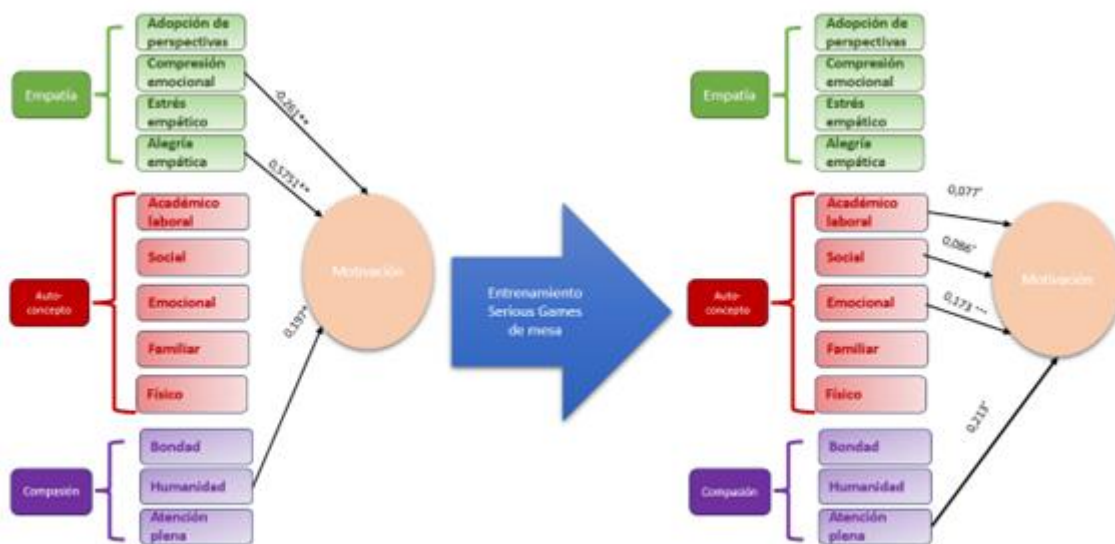 Empatía
Adopción de
perspectivas
Compresión
emocional
Estrés
empático
Alegría
empática
-0,261**
0,5751**
Auto-
concepto
Académico
laboral
Social
Emocional
Familiar
Físico
Motivación
0,197*
Compasión
Bondad
Humanidad
Atención
plena
Entrenamiento
Serious Games
de mesa
Empatía
Adopción de
perspectivas
Compresión
emocional
Estrés
empático
Alegría
empática
Auto-
concepto
Académico
laboral
Social
Emocional
Familiar
Físico
0,077*
0,086*
0,173 ***
Motivación
0,213*
Compasión
Bondad
Humanidad
Atención
plena